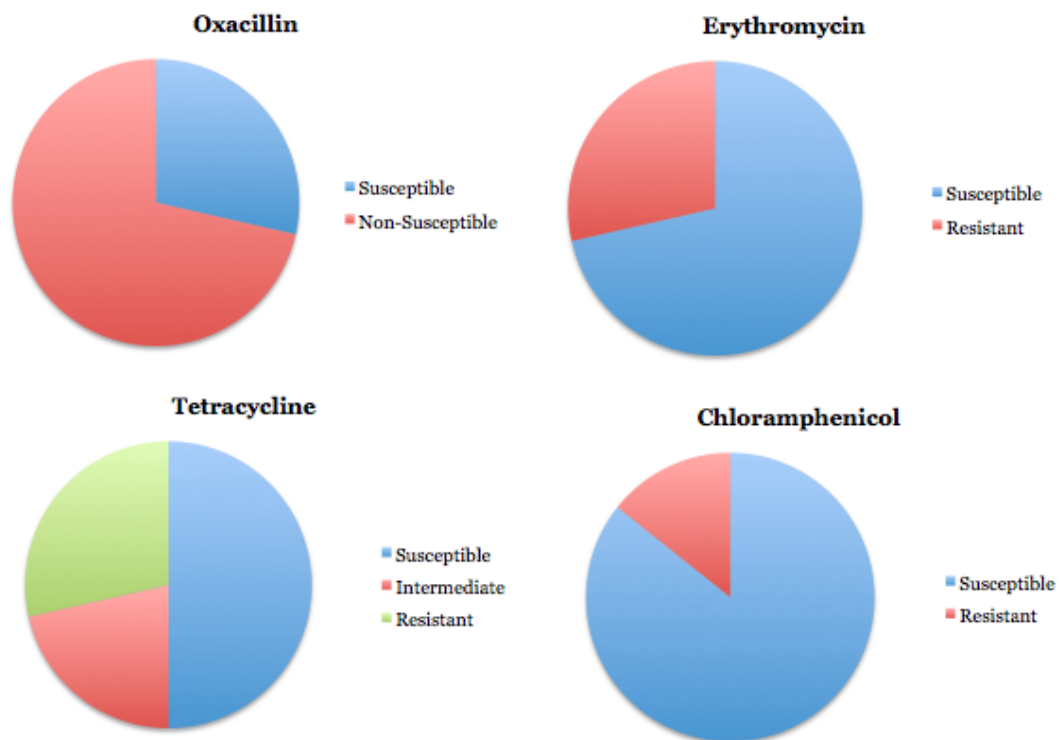 Oxacillin
Susceptible
Non-Susceptible
Erythromycin
Susceptible
Resistant
Tetracycline
Susceptible
Intermediate
Resistant
Chloramphenicol
Susceptible
Resistant